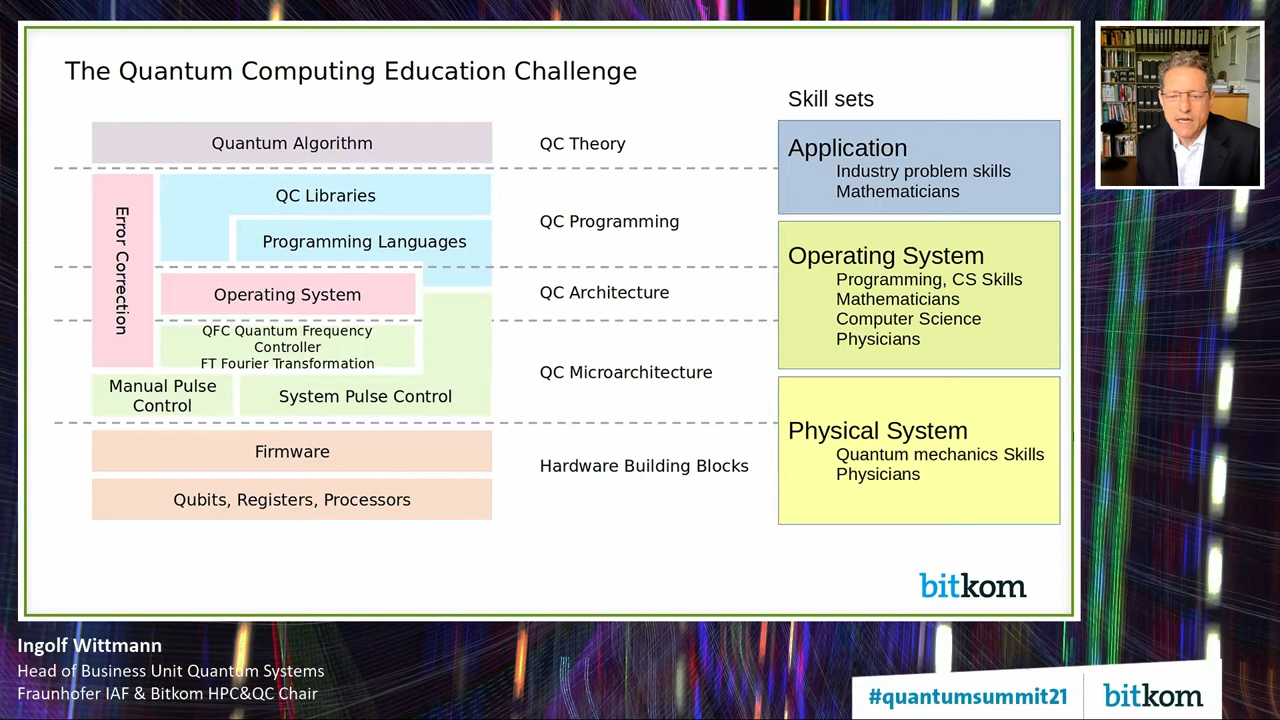 The Quantum Computing Education Challenge
Skill sets
Quantum Algorithm
QC Theory
Application
Industry problem skills
Mathematicians
Error Correction
QC Libraries
Programming Languages
QC Programming
Operating System
QC Architecture
Operating System
Programming, CS Skills
Mathematicians
Computer Science
Physicians
QFC Quantum Frequency
Controller
FT Fourier Transformation
Manual Pulse
Control
System Pulse Control
QC Microarchitecture
Firmware
Qubits, Registers, Processors
Hardware Building Blocks
Physical System
Quantum mechanics Skills
Physicians
bitkom
Ingolf Wittmann
Head of Business Unit Quantum Systems
Fraunhofer IAF & Bitkom HPC&QC Chair
#quantumsummit21
bitkom